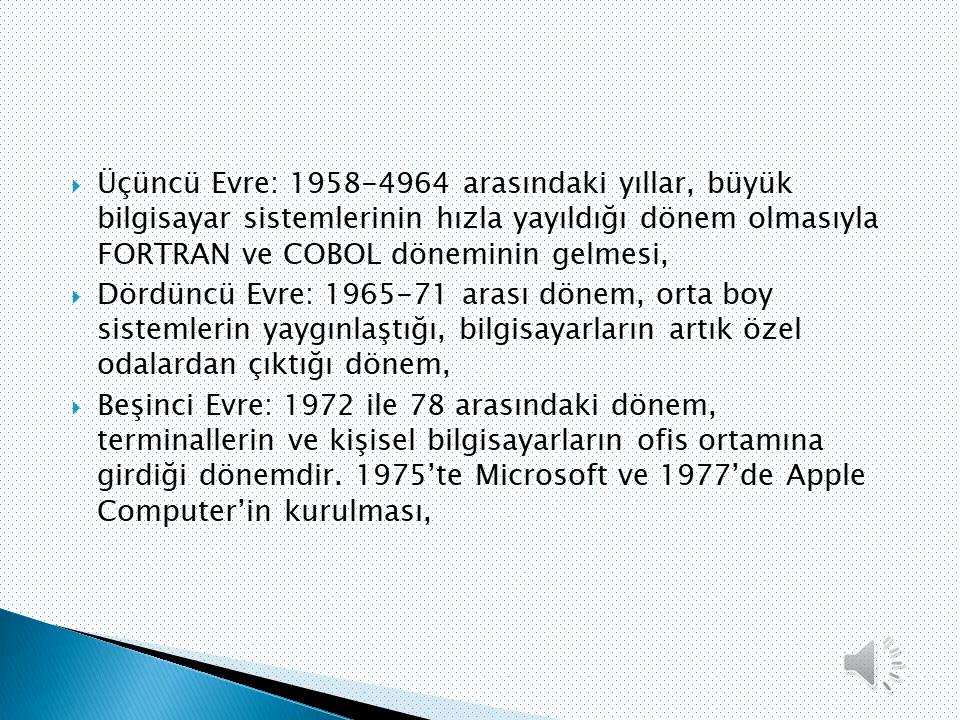 Üçüncü Evre: 1958-4964 arasındaki yıllar, büyük
bilgisayar sistemlerinin hızla yayıldığı dönem olmasıyla
FORTRAN ve COBOL döneminin gelmesi,
Dördüncü Evre: 1965-71 arası dönem, orta boy
sistemlerin yaygınlaştığı, bilgisayarların artık özel
odalardan çıktığı dönem,
Beşinci Evre: 1972 ile 78 arasındaki dönem,
terminallerin ve kişisel bilgisayarların ofis ortamına
girdiği dönemdir. 1975’te Microsoft ve 1977’de Apple
Computer’in kurulması,